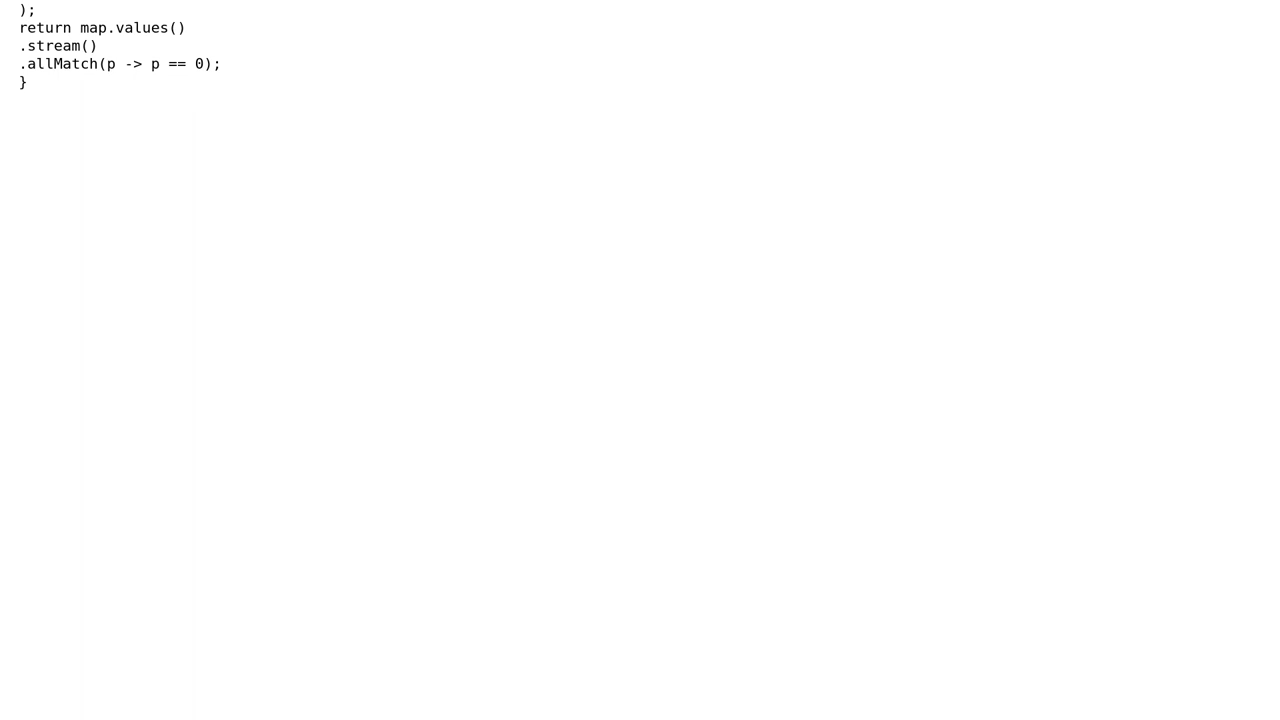 );
return map.values()
.stream()
.allMatch(p -> p == 0);
}